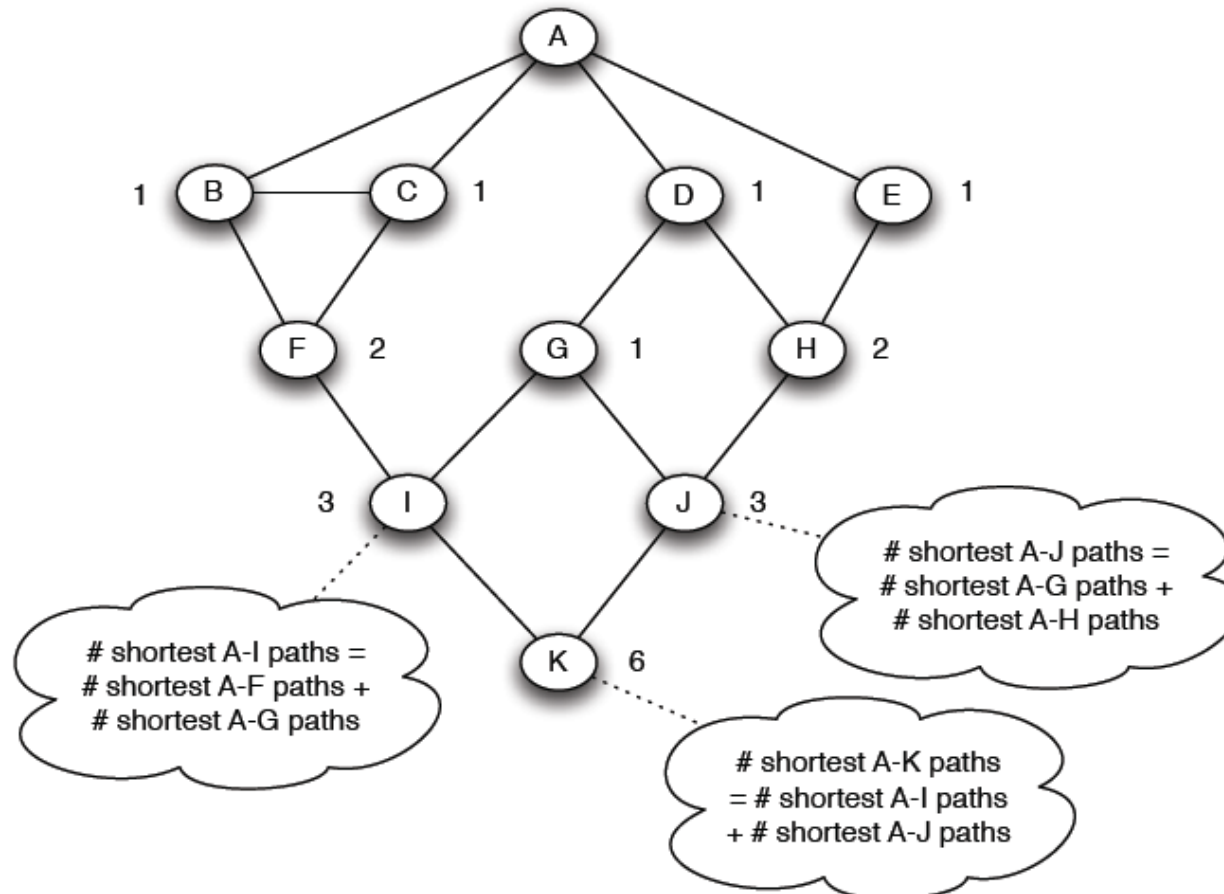 A
1 B C 1 D 1 E 1
F 2 G 1 H 2
3 I J 3
# shortest A-J paths =
# shortest A-G paths +
# shortest A-H paths
# shortest A-I paths =
# shortest A-F paths +
# shortest A-G paths
K 6
# shortest A-K paths
= # shortest A-I paths
+ # shortest A-J paths